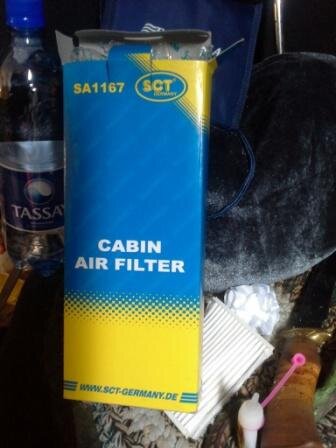 SA1167
SCT
GERMANY
CABIN
AIR FILTER
WWW.SCT-GERMANY.DE
TASSAY